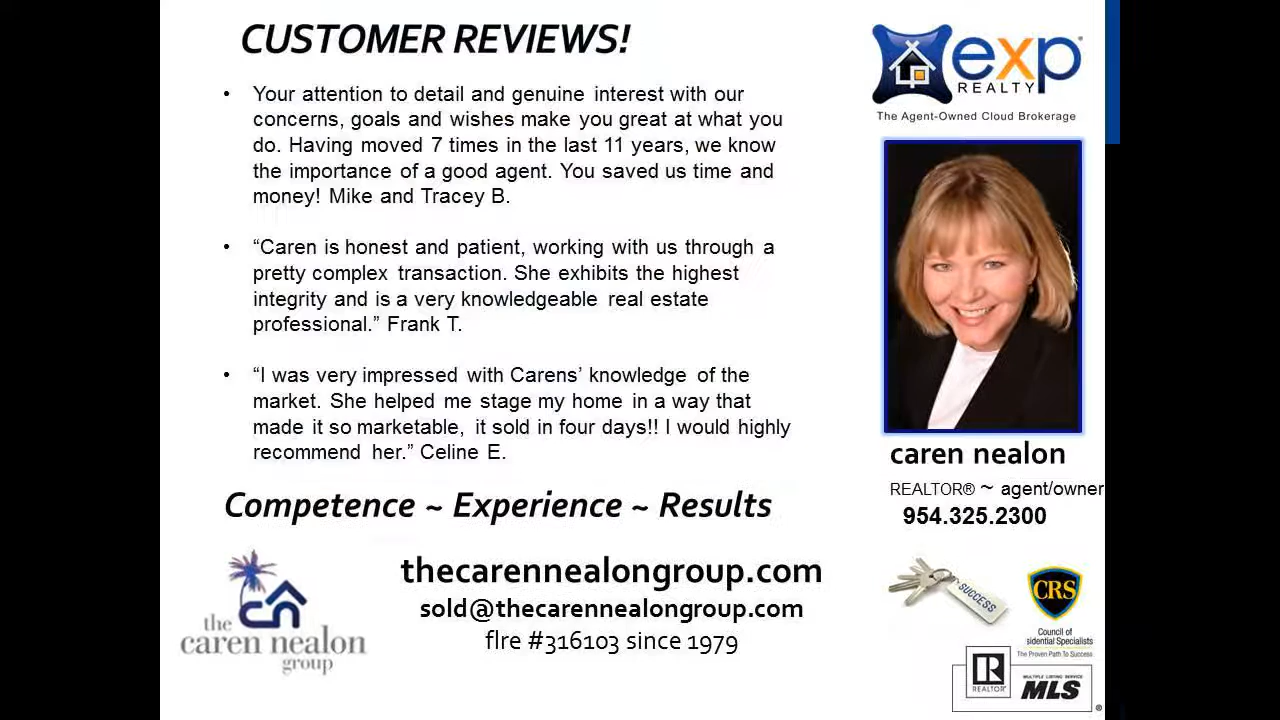 CUSTOMER REVIEWS!
• Your attention to detail and genuine interest with our
concerns, goals and wishes make you great at what you
do. Having moved 7 times in the last 11 years, we know
the importance of a good agent. You saved us time and
money! Mike and Tracey B.
• “Caren is honest and patient, working with us through a
pretty complex transaction. She exhibits the highest
integrity and is a very knowledgeable real estate
professional.” Frank T.
• “I was very impressed with Carens’ knowledge of the
market. She helped me stage my home in a way that
made it so marketable, it sold in four days!! I would highly
recommend her.” Celine E.
Competence ~ Experience ~ Results
the
caren nealon
group
thecarennealongroup.com
sold@thecarennealongroup.com
flre #316103 since 1979
exp®
REALTY
The Agent-Owned Cloud Brokerage
caren nealon
REALTOR® ~ agent/owner
954.325.2300
SUCCESS
CRS
Council of
sidential Specialists
The Proven Path To Success
R
REALTOR®
MULTIPLE LISTING SERVICE
MLS
®